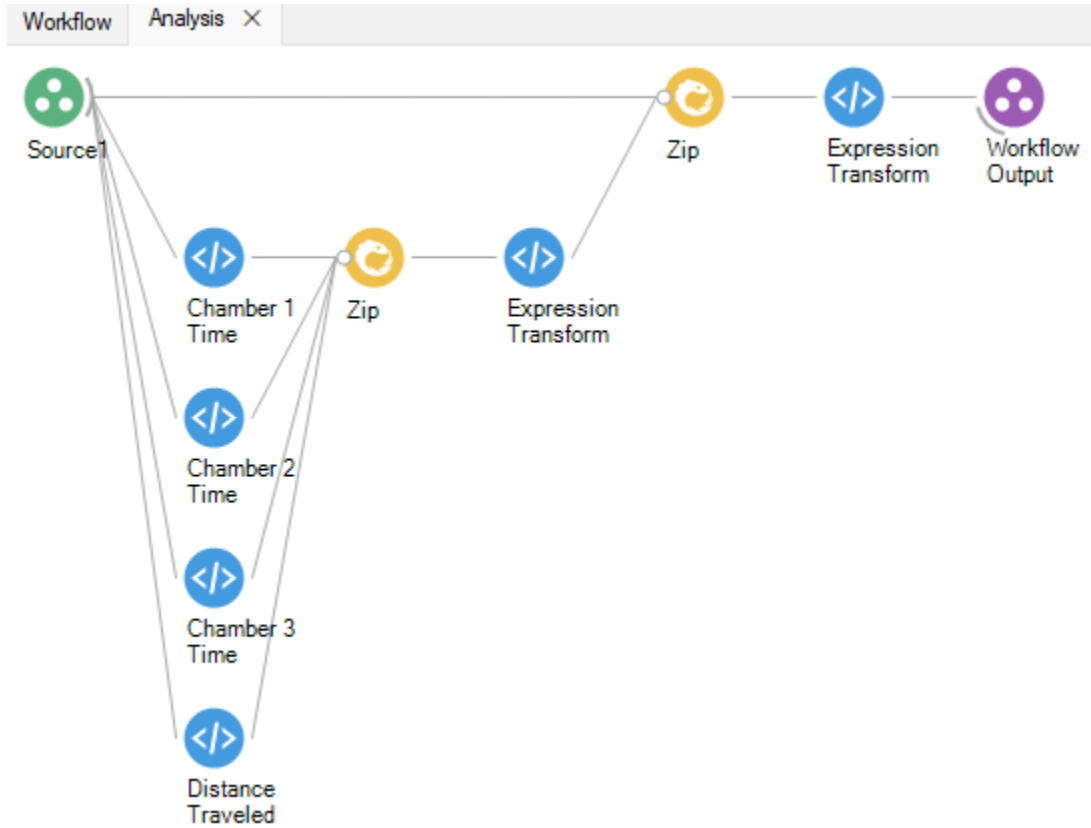 Workflow
Analysis ×
Source1
Zip
Expression
Transform
Workflow
Output
Chamber 1
Time
Zip
Expression
Transform
Chamber 2
Time
Chamber 3
Time
Distance
Traveled